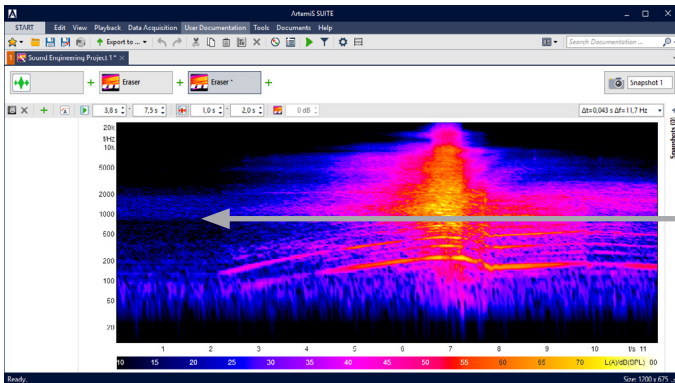 ArtemiS SUITE
START Edit View Playback Data Acquisition User Documentation Tools Documents Help
Export to ... Search Documentation ...
1 Sound Engineering Project 1*
+ Eraser + Eraser * + Snapshot 1
3,8 s - 7,5 s 1,0 s - 2,0 s 0 dB Δt=0,043 s Δf=11,7 Hz
Snapshots (3)
20k
f/Hz
10k
5000
2000
1000
500
200
100
50
20
1 2 3 4 5 6 7 8 9 10 t/s 11
10 15 20 25 30 35 40 45 50 55 60 65 70 L(A)/dB(SPL) 80
Ready. Size: 1200 x 675